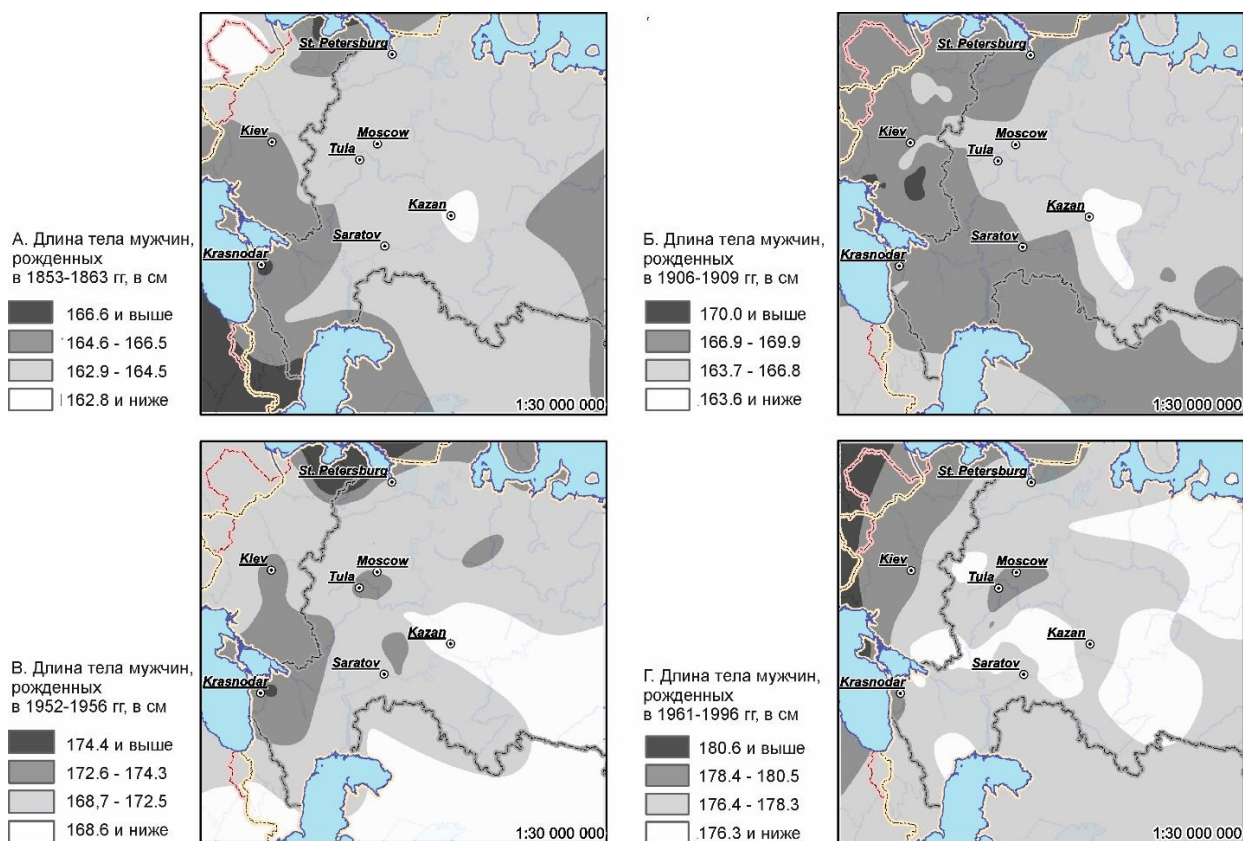 St. Petersburg
Kiev
Moscow
Tula
Kazan
Saratov
Krasnodar
А. Длина тела мужчин,
рожденных
в 1853-1863 гг, в см
166.6 и выше
164.6 - 166.5
162.9 - 164.5
162.8 и ниже
1:30 000 000
St. Petersburg
Kiev
Moscow
Tula
Kazan
Saratov
Krasnodar
Б. Длина тела мужчин,
рожденных
в 1906-1909 гг, в см
170.0 и выше
166.9 - 169.9
163.7 - 166.8
163.6 и ниже
1:30 000 000
St. Petersburg
Kiev
Moscow
Tula
Kazan
Saratov
Krasnodar
В. Длина тела мужчин,
рожденных
в 1952-1956 гг, в см
174.4 и выше
172.6 - 174.3
168,7 - 172.5
168.6 и ниже
1:30 000 000
St. Petersburg
Kiev
Moscow
Tula
Kazan
Saratov
Krasnodar
Г. Длина тела мужчин,
рожденных
в 1961-1996 гг, в см
180.6 и выше
178.4 - 180.5
176.4 - 178.3
176.3 и ниже
1:30 000 000